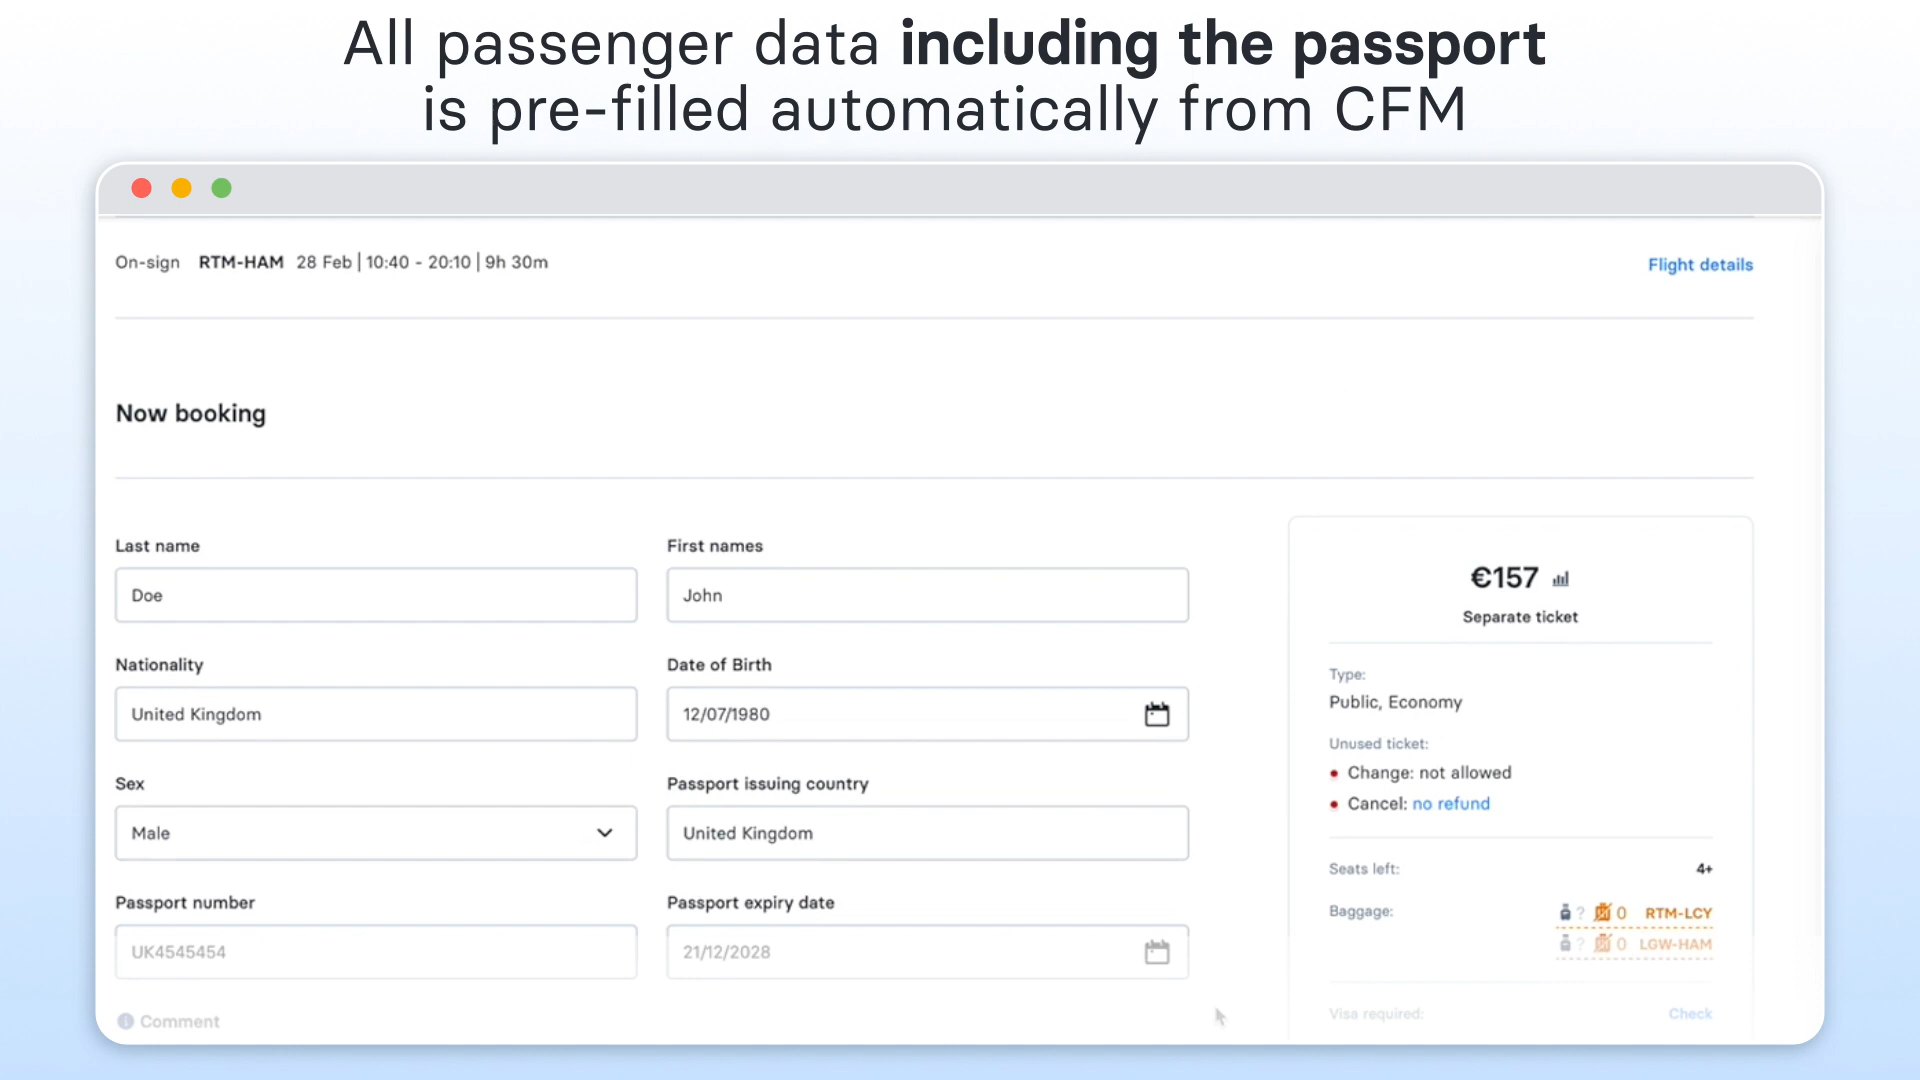 All passenger data including the passport
is pre-filled automatically from CFM
On-sign RTM-HAM 28 Feb | 10:40 - 20:10 | 9h 30m
Flight details
Now booking
Last name
Doe
First names
John
Nationality
United Kingdom
Date of Birth
12/07/1980
Sex
Male
Passport issuing country
United Kingdom
Passport number
UK4545454
Passport expiry date
21/12/2028
Comment
€157
Separate ticket
Type:
Public, Economy
Unused ticket:
Change: not allowed
Cancel: no refund
Seats left: 4+
Baggage: ? 0 RTM-LCY
? 0 LGW-HAM
Visa required: Check